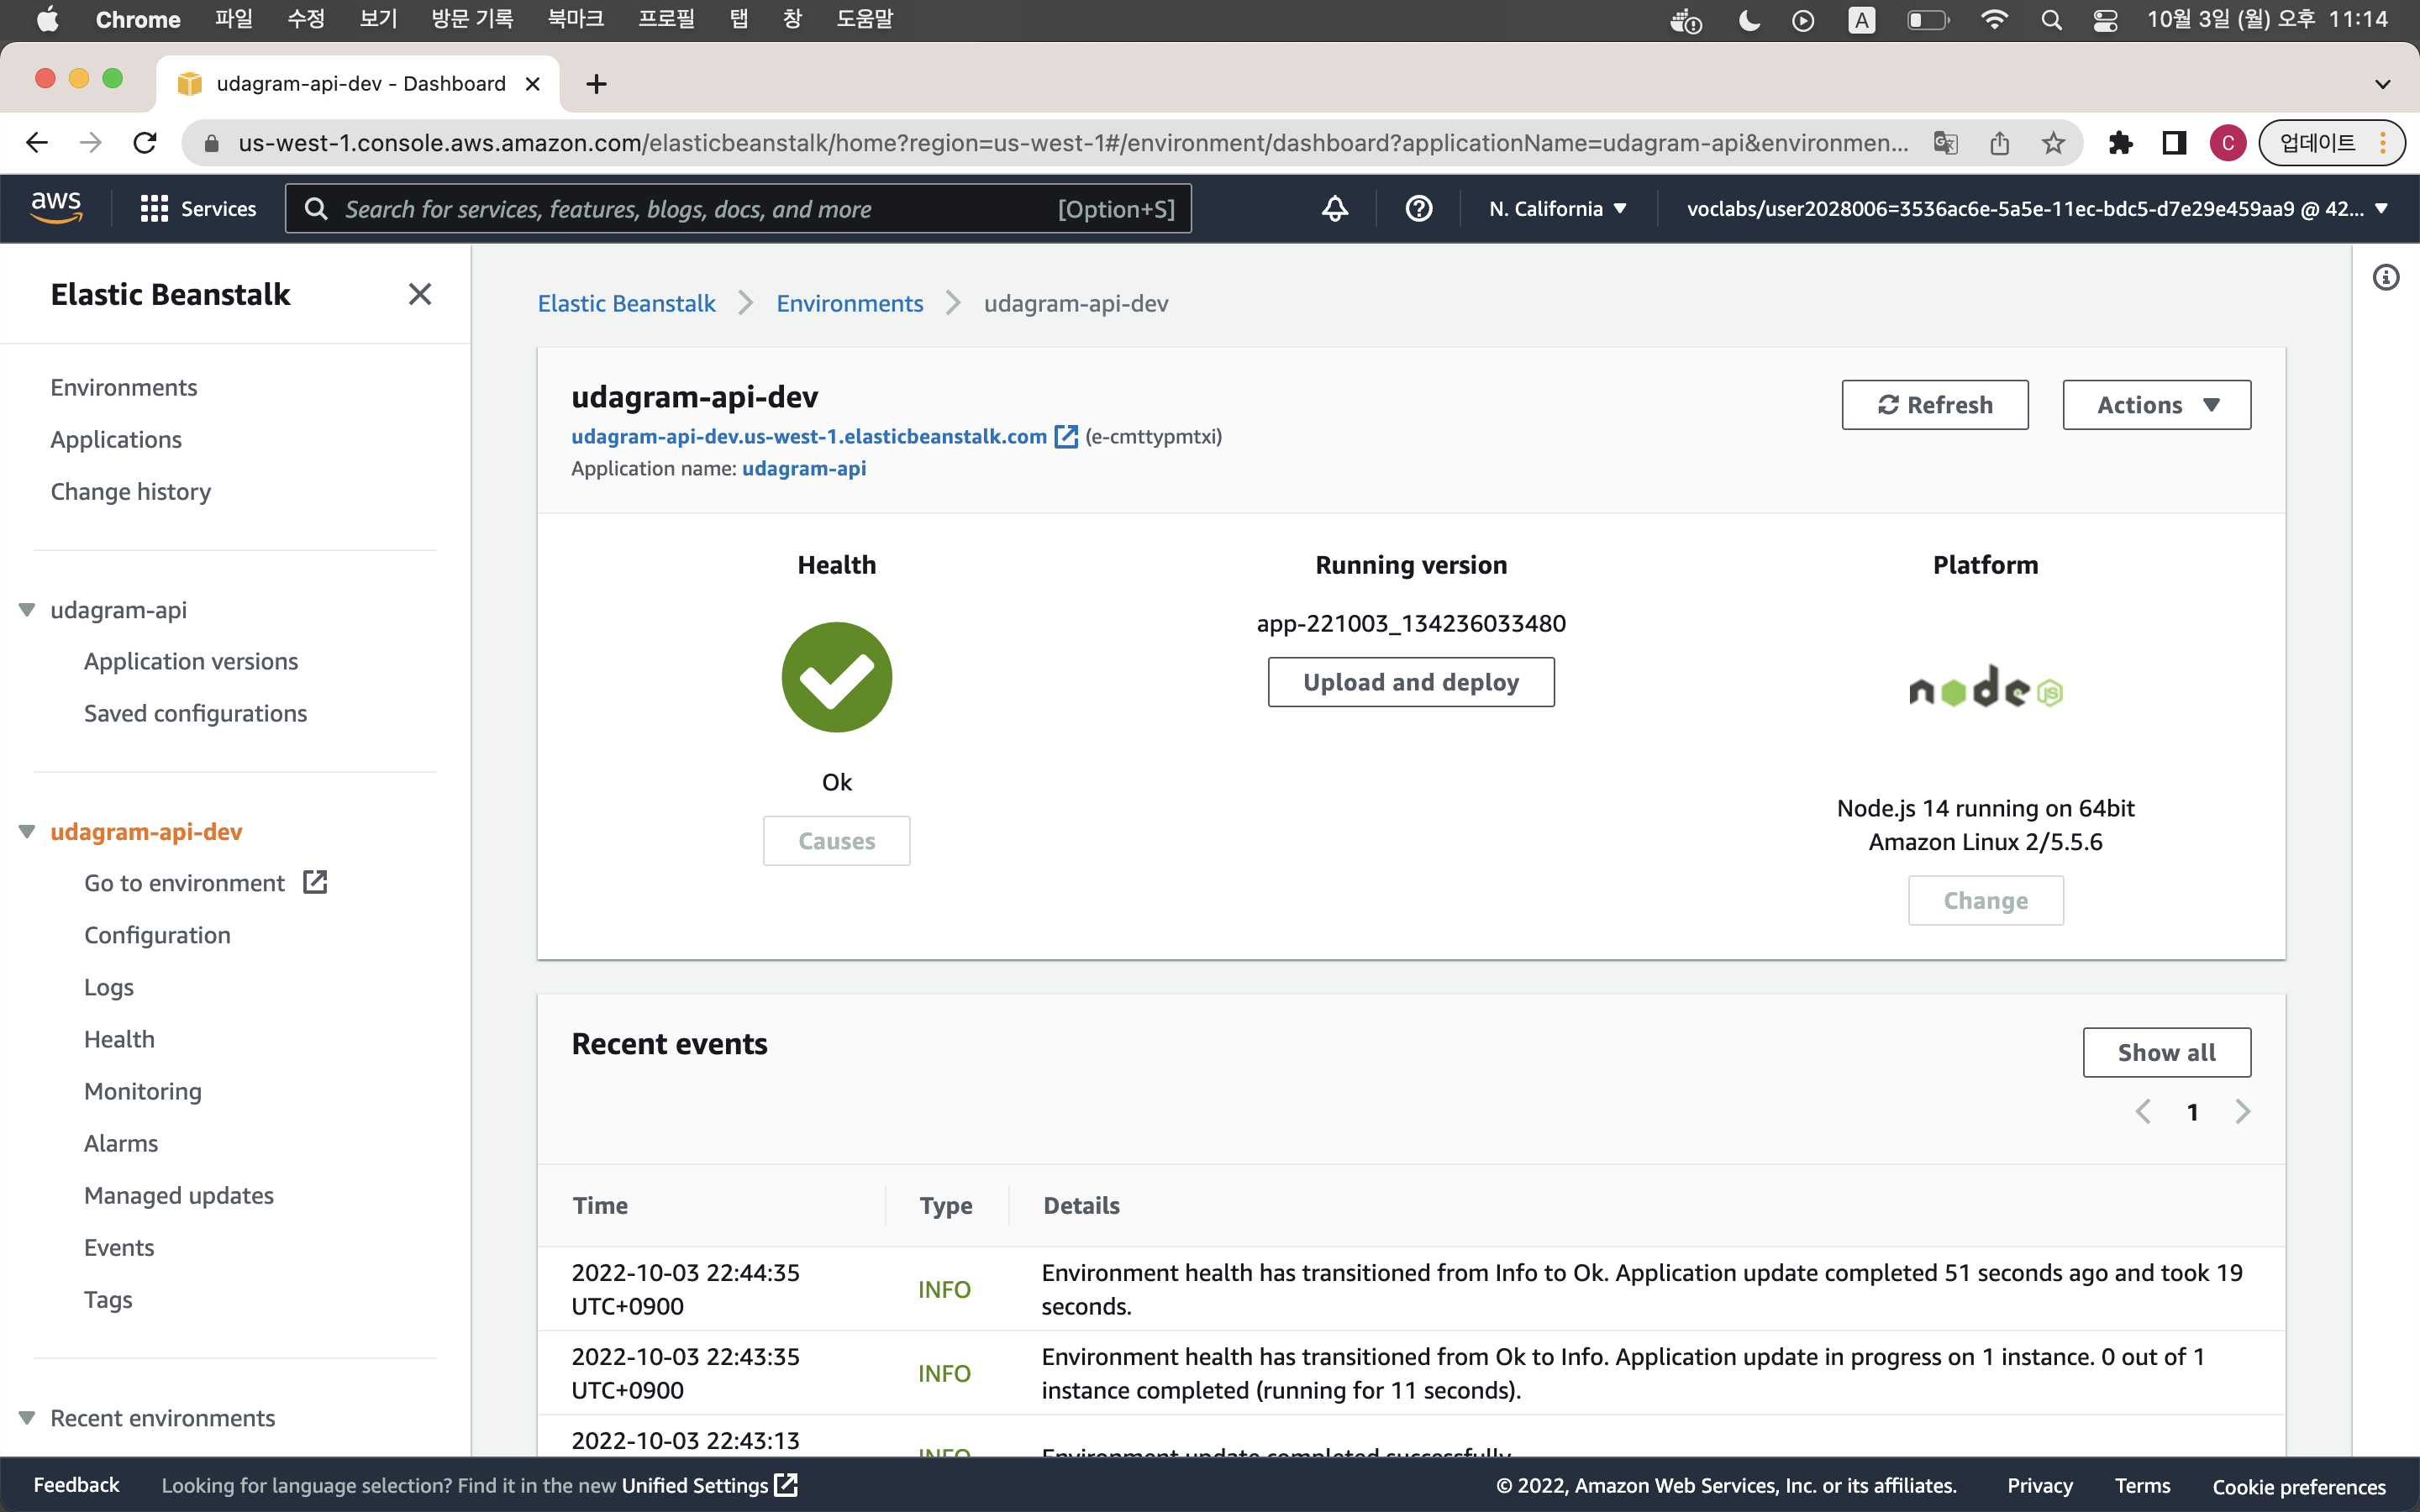 Chrome 파일 수정 보기 방문 기록 북마크 프로필 탭 창 도움말 A 10월 3일 (월) 오후 11:14
udagram-api-dev - Dashboard
us-west-1.console.aws.amazon.com/elasticbeanstalk/home?region=us-west-1#/environment/dashboard?applicationName=udagram-api&environmen... C 업데이트
aws Services Search for services, features, blogs, docs, and more [Option+S] N. California voclabs/user2028006=3536ac6e-5a5e-11ec-bdc5-d7e29e459aa9 @ 42...
Elastic Beanstalk
Environments
Applications
Change history
udagram-api
Application versions
Saved configurations
udagram-api-dev
Go to environment
Configuration
Logs
Health
Monitoring
Alarms
Managed updates
Events
Tags
Recent environments
Elastic Beanstalk Environments udagram-api-dev
udagram-api-dev
udagram-api-dev.us-west-1.elasticbeanstalk.com (e-cmttypmtxi)
Application name: udagram-api
Refresh Actions
Health
Ok
Causes
Running version
app-221003_134236033480
Upload and deploy
Platform
node JS
Node.js 14 running on 64bit
Amazon Linux 2/5.5.6
Change
Recent events
Show all
1
Time Type Details
2022-10-03 22:44:35
UTC+0900
INFO
Environment health has transitioned from Info to Ok. Application update completed 51 seconds ago and took 19
seconds.
2022-10-03 22:43:35
UTC+0900
INFO
Environment health has transitioned from Ok to Info. Application update in progress on 1 instance. 0 out of 1
instance completed (running for 11 seconds).
2022-10-03 22:43:13
INFO
Environment update completed successfully.
Feedback Looking for language selection? Find it in the new Unified Settings © 2022, Amazon Web Services, Inc. or its affiliates. Privacy Terms Cookie preferences